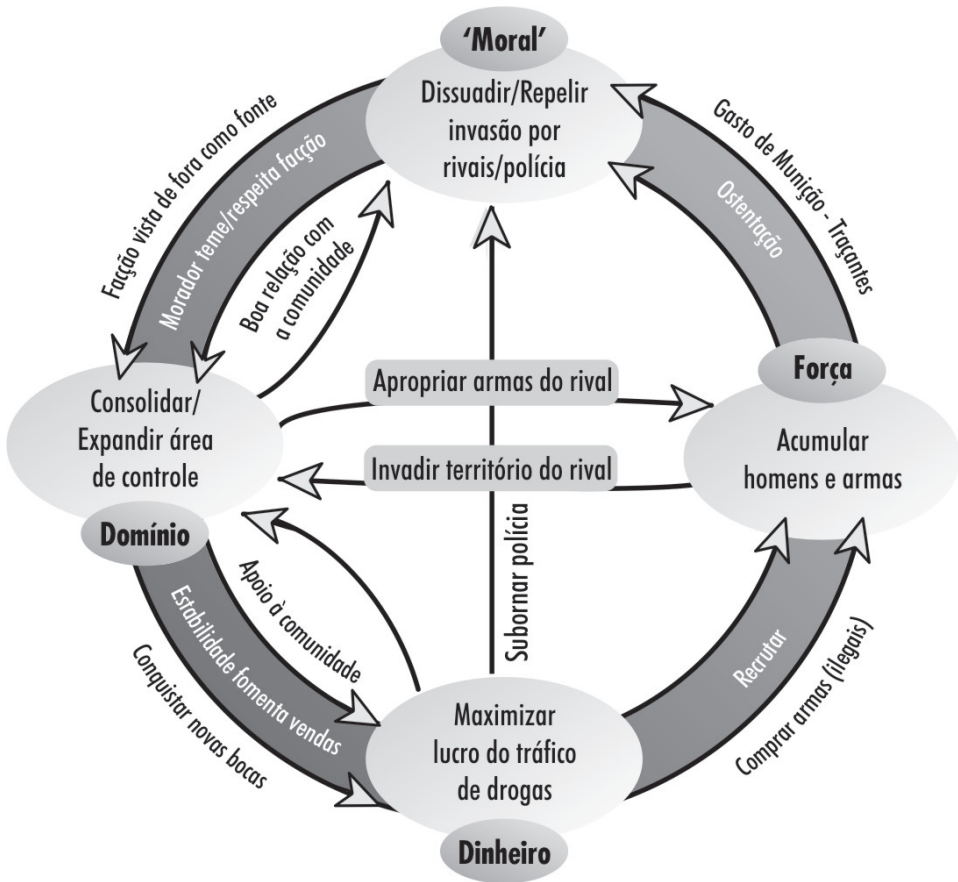 ‘Moral’
Dissuadir/Repelir
invasão por
rivais/polícia
Facção vista de fora como fonte
Morador teme/respeita facção
Boa relação com
a comunidade
Gasto de Munição - Traçantes
Ostentação
Força
Acumular
homens e armas
Apropriar armas do rival
Invadir território do rival
Consolidar/
Expandir área
de controle
Domínio
Subornar polícia
Apoio à comunidade
Estabilidade fomenta vendas
Conquistar novas bocas
Recrutar
Comprar armas (ilegais)
Maximizar
lucro do tráfico
de drogas
Dinheiro